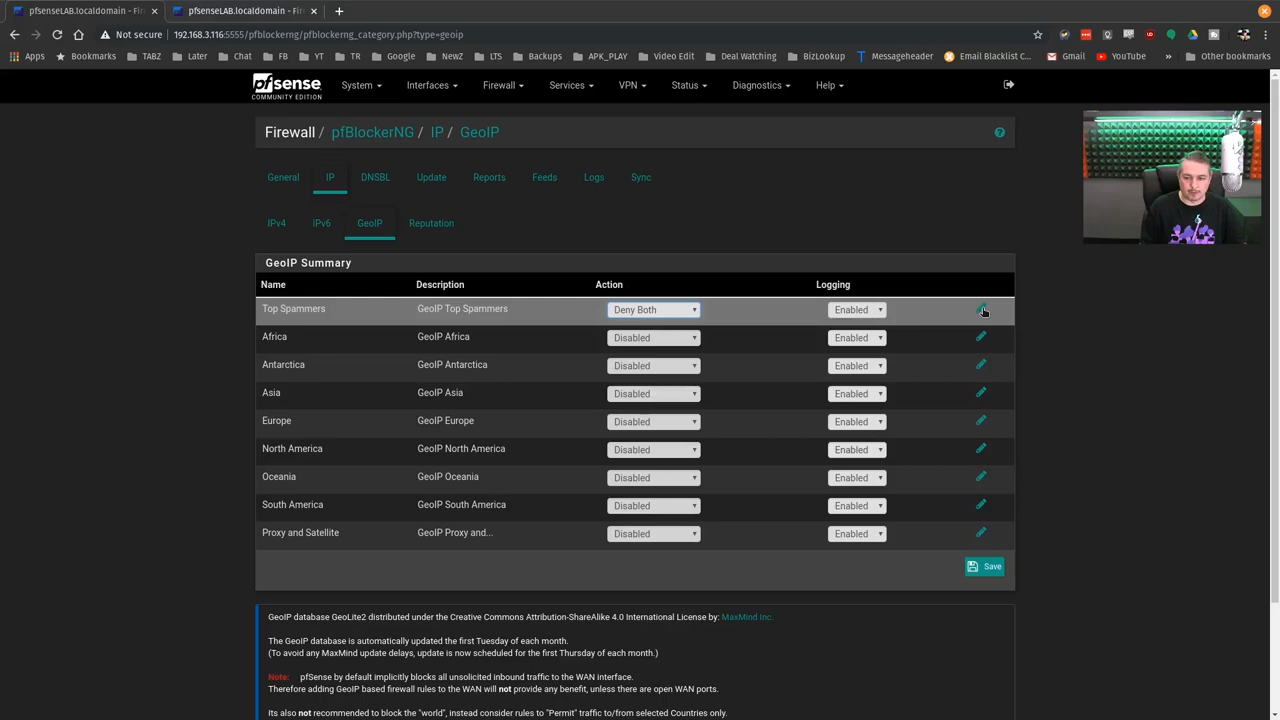 pfsenseLAB.localdomain - Fire
pfsenseLAB.localdomain - Fire
Not secure 192.168.3.116:5555/pfblockerng/pfblockerng_category.php?type=geoip
Apps Bookmarks TABZ Later Chat FB YT TR Google NewZ LTS Backups APK_PLAY Video Edit Deal Watching BizLookup Messageheader Email Blacklist C... Gmail YouTube Other bookmarks
pfsense
COMMUNITY EDITION
System Interfaces Firewall Services VPN Status Diagnostics Help
Firewall / pfBlockerNG / IP / GeoIP
General IP DNSBL Update Reports Feeds Logs Sync
IPv4 IPv6 GeoIP Reputation
GeoIP Summary
Name Description Action Logging
Top Spammers GeoIP Top Spammers Deny Both Enabled
Africa GeoIP Africa Disabled Enabled
Antarctica GeoIP Antarctica Disabled Enabled
Asia GeoIP Asia Disabled Enabled
Europe GeoIP Europe Disabled Enabled
North America GeoIP North America Disabled Enabled
Oceania GeoIP Oceania Disabled Enabled
South America GeoIP South America Disabled Enabled
Proxy and Satellite GeoIP Proxy and... Disabled Enabled
Save
GeoIP database GeoLite2 distributed under the Creative Commons Attribution-ShareAlike 4.0 International License by: MaxMind Inc.
The GeoIP database is automatically updated the first Tuesday of each month.
(To avoid any MaxMind update delays, update is now scheduled for the first Thursday of each month.)
Note: pfSense by default implicitly blocks all unsolicited inbound traffic to the WAN interface.
Therefore adding GeoIP based firewall rules to the WAN will not provide any benefit, unless there are open WAN ports.
Its also not recommended to block the "world", instead consider rules to "Permit" traffic to/from selected Countries only.